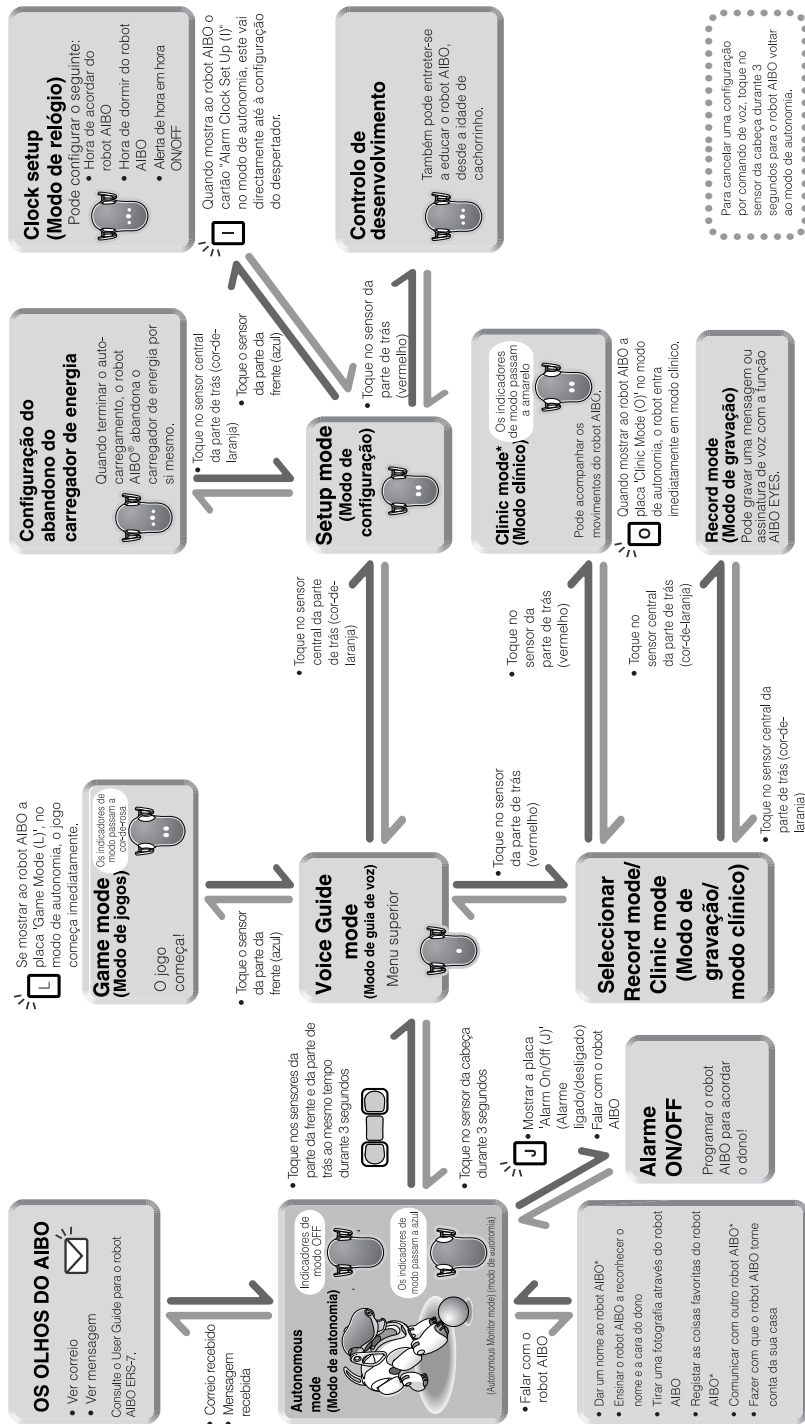 OS OLHOS DO AIBO
• Ver correio
• Ver mensagem
Consulte o User Guide para o robot
AIBO ERS-7.
• Correio recebido
• Mensagem
recebida
Autonomous
mode
(Modo de autonomia)
Indicadores de
modo OFF
Os indicadores de
modo passam a azul
(Autonomous Monitor mode) (modo de autonomia)
• Falar com o
robot AIBO
• Dar um nome ao robot AIBO*
• Ensinar o robot AIBO a reconhecer o
nome e a cara do dono
• Tirar uma fotografia através do robot
AIBO
• Registar as coisas favoritas do robot
AIBO*
• Comunicar com outro robot AIBO*
• Fazer com que o robot AIBO tome
conta da sua casa
• Toque nos sensores da
parte da frente e da parte de
trás ao mesmo tempo
durante 3 segundos
• Toque no sensor da cabeça
durante 3 segundos
J
• Mostrar a placa
'Alarm On/Off (J)'
(Alarme
ligado/desligado)
• Falar com o robot
AIBO
Alarme
ON/OFF
Programar o robot
AIBO para acordar
o dono!
L
Se mostrar ao robot AIBO a
placa 'Game Mode (L)', no
modo de autonomia, o jogo
começa imediatamente.
Game mode
(Modo de jogos)
Os indicadores de
modo passam a
cor-de-rosa
O jogo
começa!
• Toque o sensor
da parte da
frente (azul)
Voice Guide
mode
(Modo de guia de voz)
Menu superior
• Toque no sensor
da parte de trás
(vermelho)
Seleccionar
Record mode/
Clinic mode
(Modo de
gravação/
modo clínico)
• Toque no sensor
central da parte
de trás (cor-de-
laranja)
• Toque no
sensor da
parte de trás
(vermelho)
• Toque no
sensor central
da parte de trás
(cor-de-laranja)
• Toque no sensor central da
parte de trás (cor-de-
laranja)
Configuração do
abandono do
carregador de energia
Quando terminar o auto-
carregamento, o robot
AIBO® abandona o
carregador de energia por
si mesmo.
• Toque no sensor central
da parte de trás (cor-de-
laranja)
• Toque o sensor
da parte da
frente (azul)
Setup mode
(Modo de
configuração)
• Toque no sensor da
parte de trás
(vermelho)
Clinic mode*
(Modo clínico)
Os indicadores
de modo passam
a amarelo
Pode acompanhar os
movimentos do robot AIBO.
O
Quando mostrar ao robot AIBO a
placa 'Clinic Mode (O)' no modo
de autonomia, o robot entra
imediatamente em modo clínico.
Record mode
(Modo de gravação)
Pode gravar uma mensagem ou
assinatura de voz com a função
AIBO EYES.
Clock setup
(Modo de relógio)
Pode configurar o seguinte:
• Hora de acordar do
robot AIBO
• Hora de dormir do robot
AIBO
• Alerta de hora em hora
ON/OFF
I
Quando mostra ao robot AIBO o
cartão "Alarm Clock Set Up (I)"
no modo de autonomia, este vai
directamente até à configuração
do despertador.
Controlo de
desenvolvimento
Também pode entreter-se
a educar o robot AIBO,
desde a idade de
cachorrinho.
Para cancelar uma configuração
por comando de voz, toque no
sensor da cabeça durante 3
segundos para o robot AIBO voltar
ao modo de autonomia.